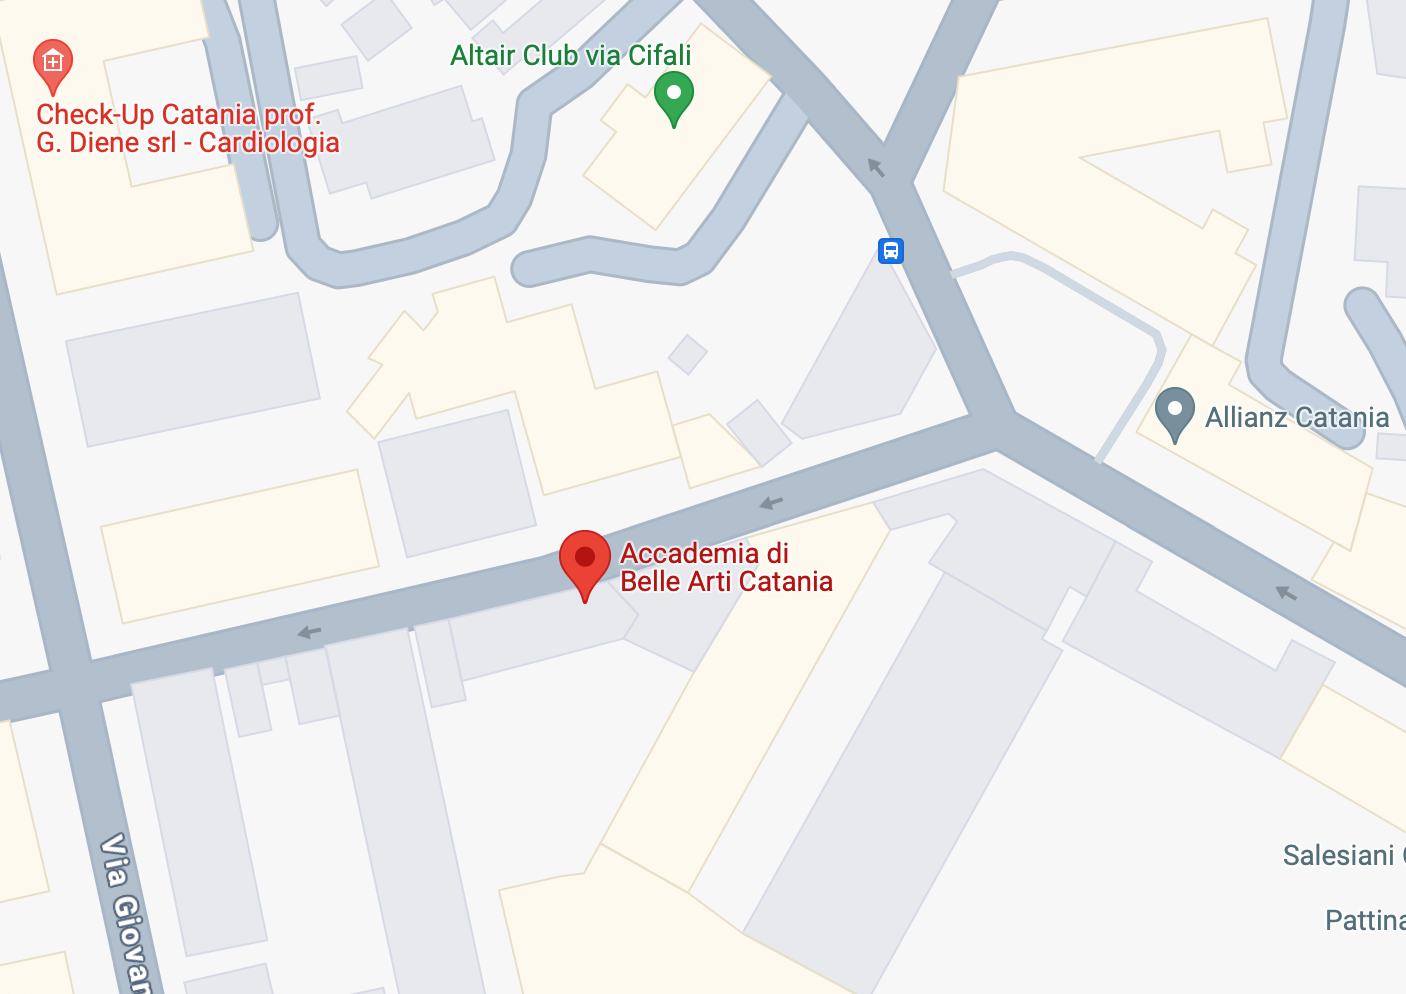 Altair Club via Cifali
Check-Up Catania prof.
G. Diene srl - Cardiologia
Allianz Catania
Accademia di
Belle Arti Catania
Via Giovan
Salesiani
Pattina